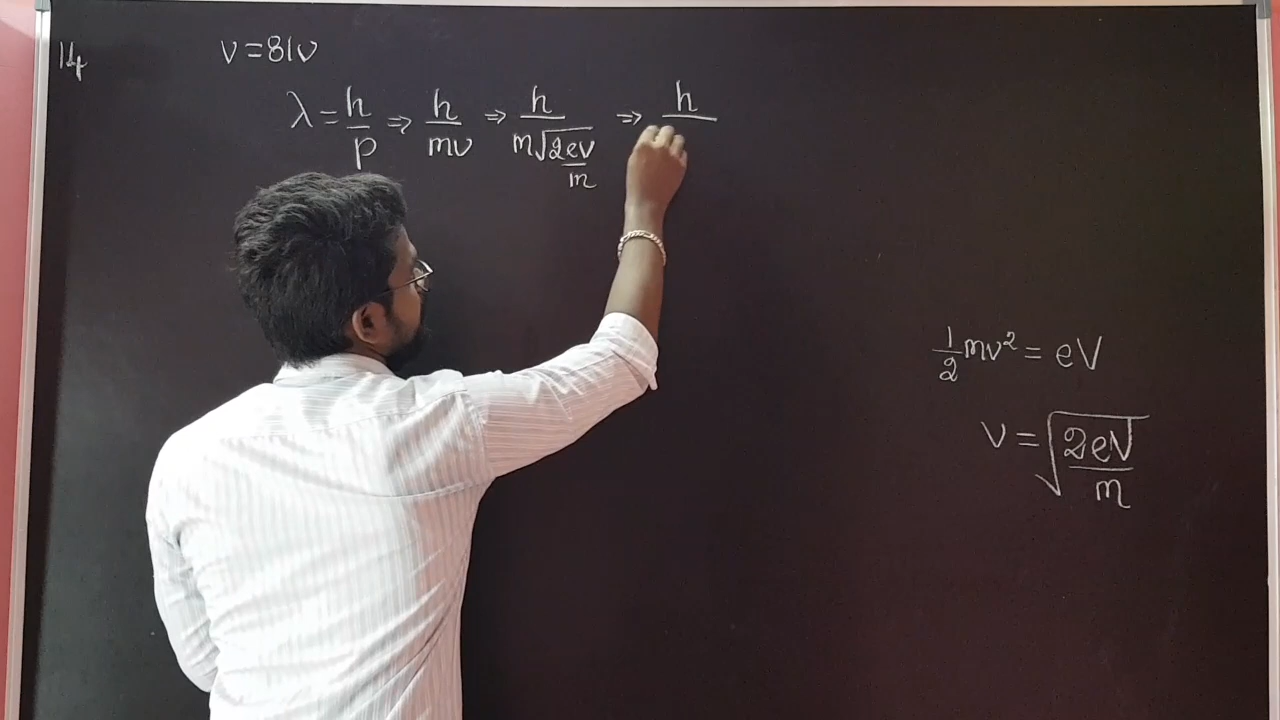 14
v = 81v
λ = h/p ⇒ h/mv ⇒ h/m√(2eV/m) ⇒ h/
1/2 mv² = eV
v = √(2eV/m)